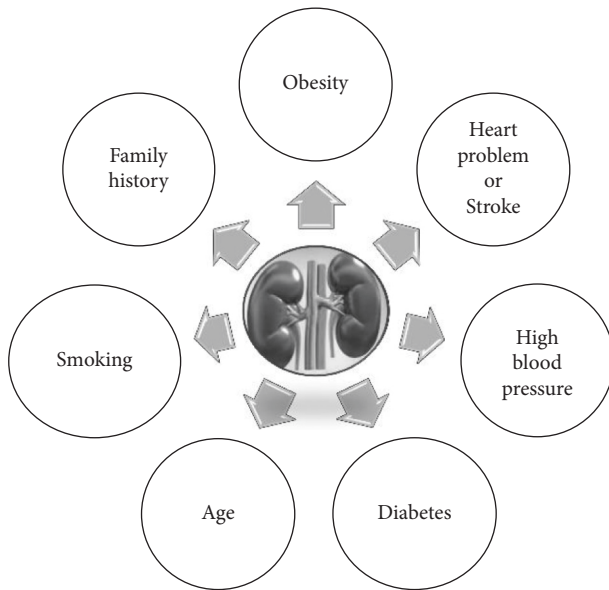 Obesity
Heart
problem
or
Stroke
High
blood
pressure
Diabetes
Age
Smoking
Family
history